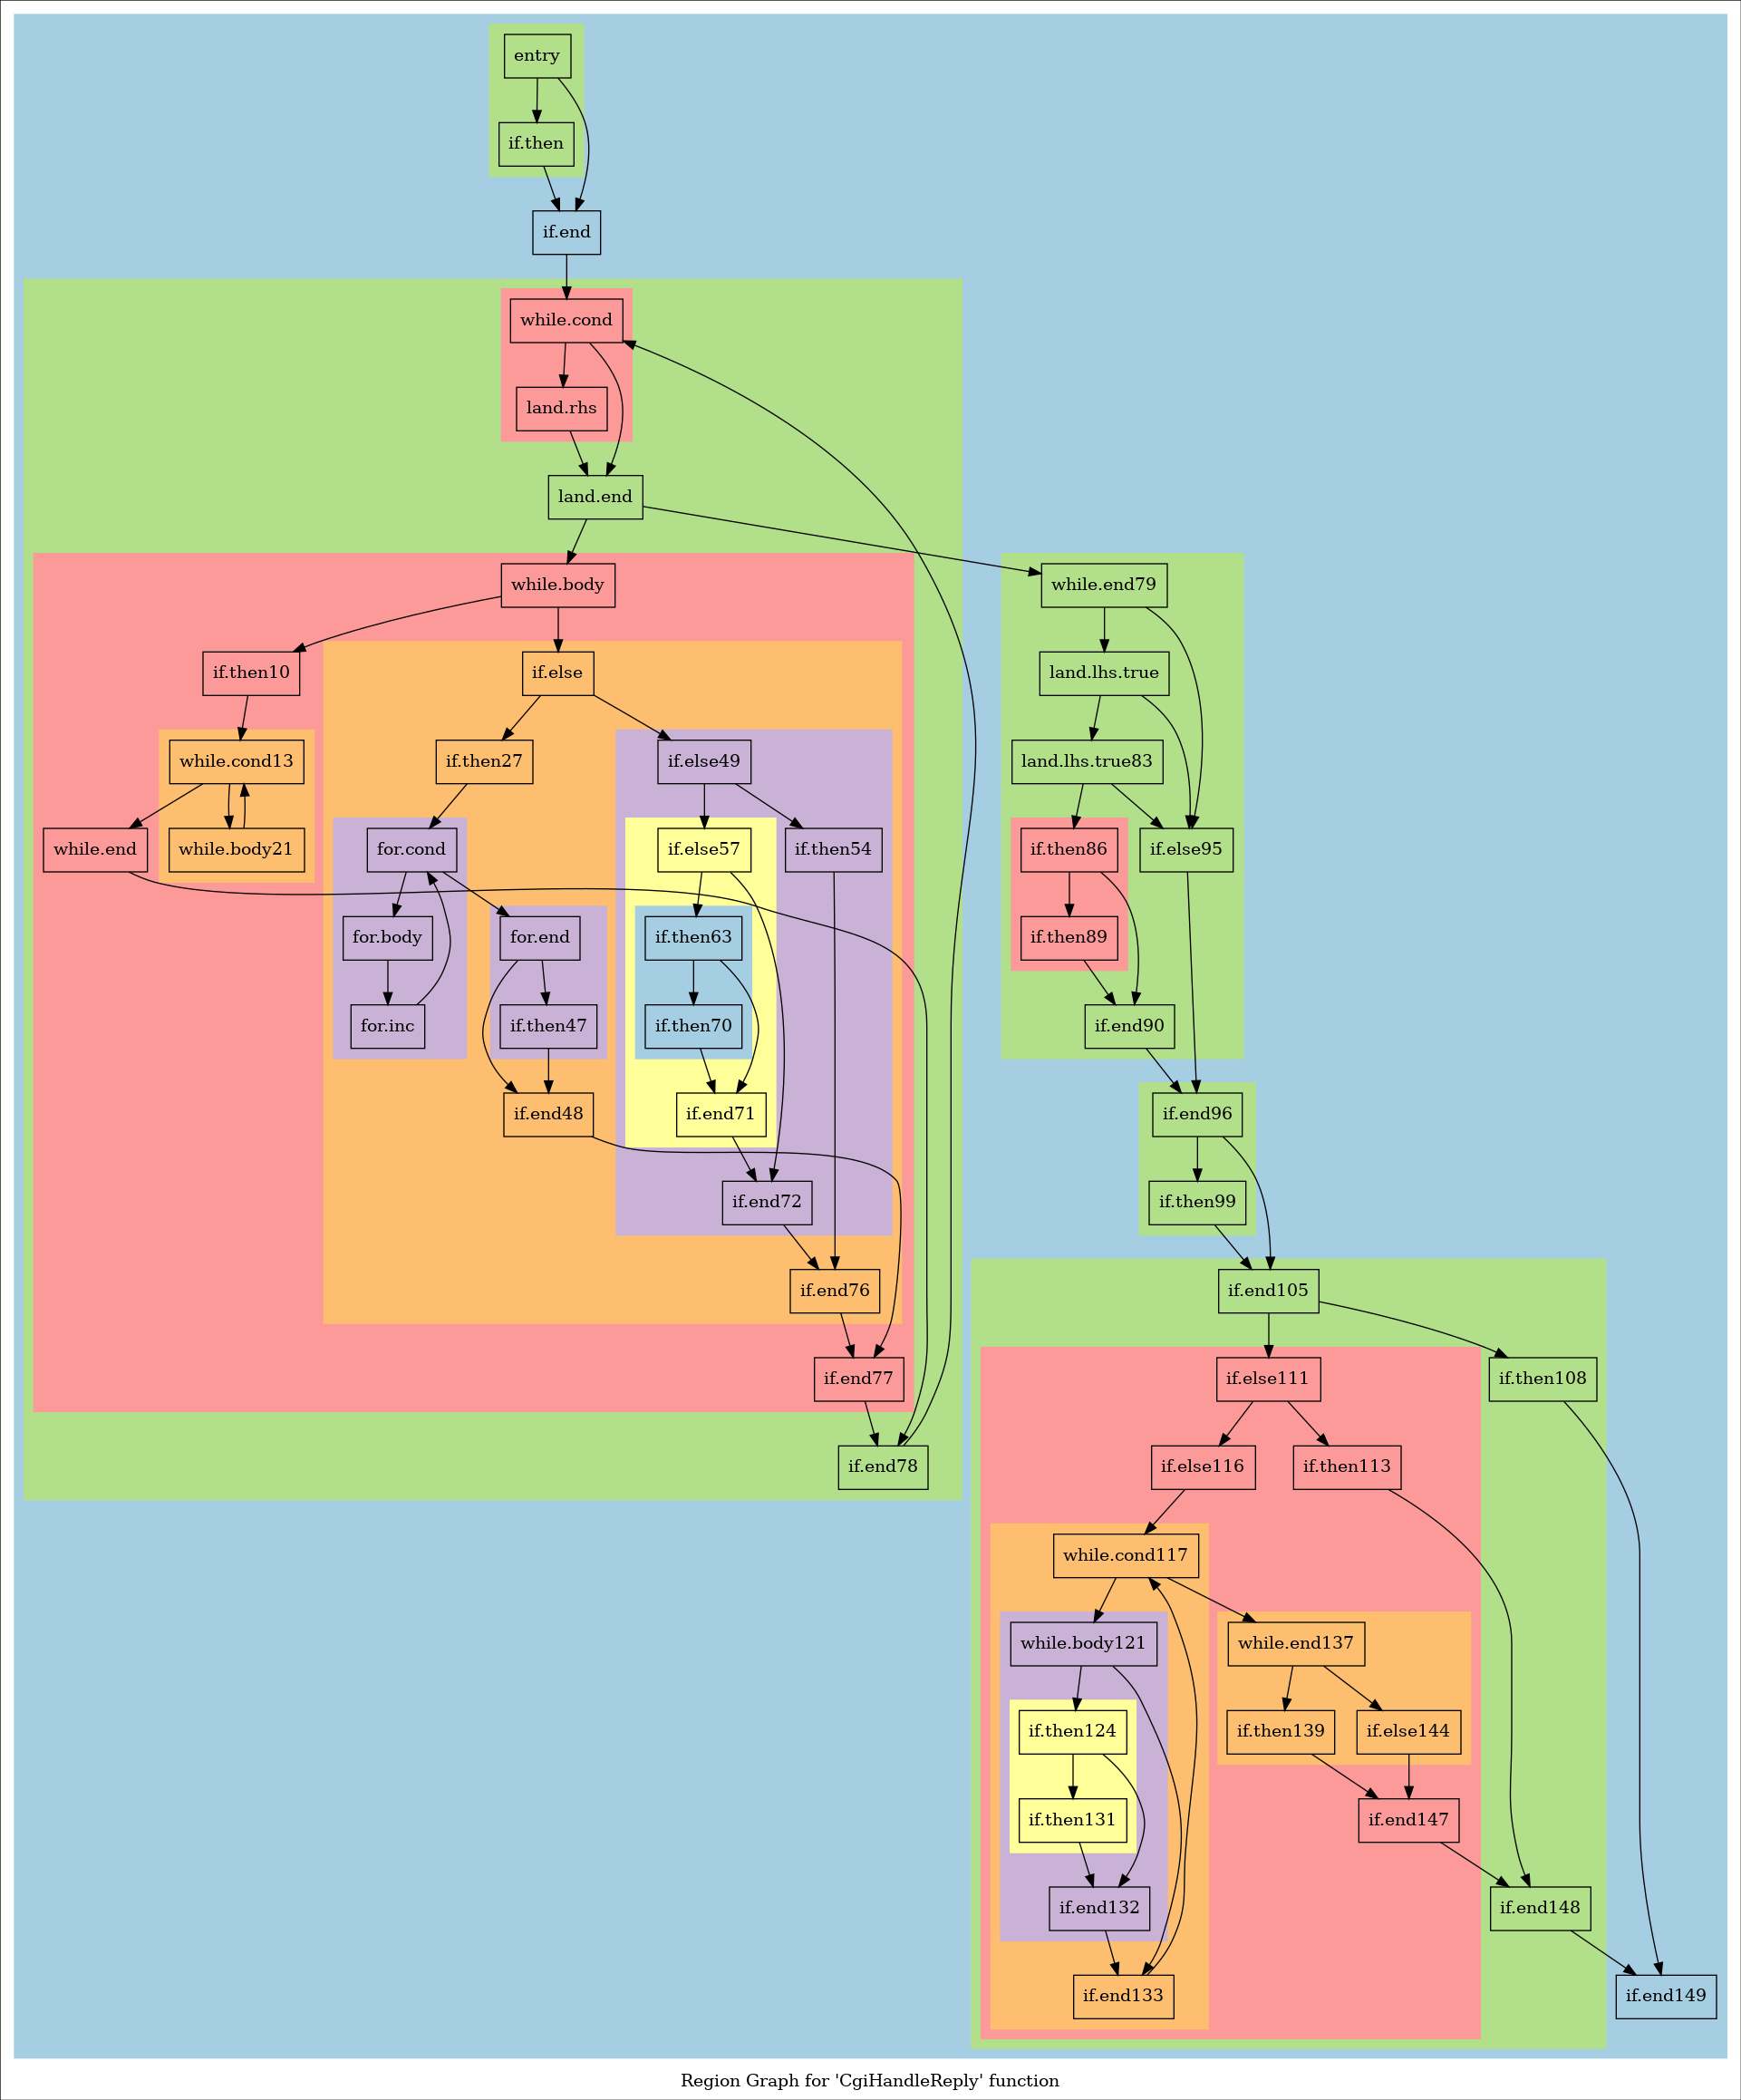 entry
if.then
if.end
while.cond
land.rhs
land.end
while.body
while.end79
if.then10
if.else
land.lhs.true
while.cond13
if.then27
if.else49
land.lhs.true83
while.end
while.body21
for.cond
if.else57
if.then54
if.then86
if.else95
for.body
for.end
if.then63
if.then89
for.inc
if.then47
if.then70
if.end90
if.end48
if.end71
if.end96
if.end72
if.then99
if.end76
if.end105
if.end77
if.else111
if.then108
if.end78
if.else116
if.then113
while.cond117
while.body121
while.end137
if.then124
if.then139
if.else144
if.then131
if.end147
if.end132
if.end148
if.end133
if.end149
Region Graph for 'CgiHandleReply' function